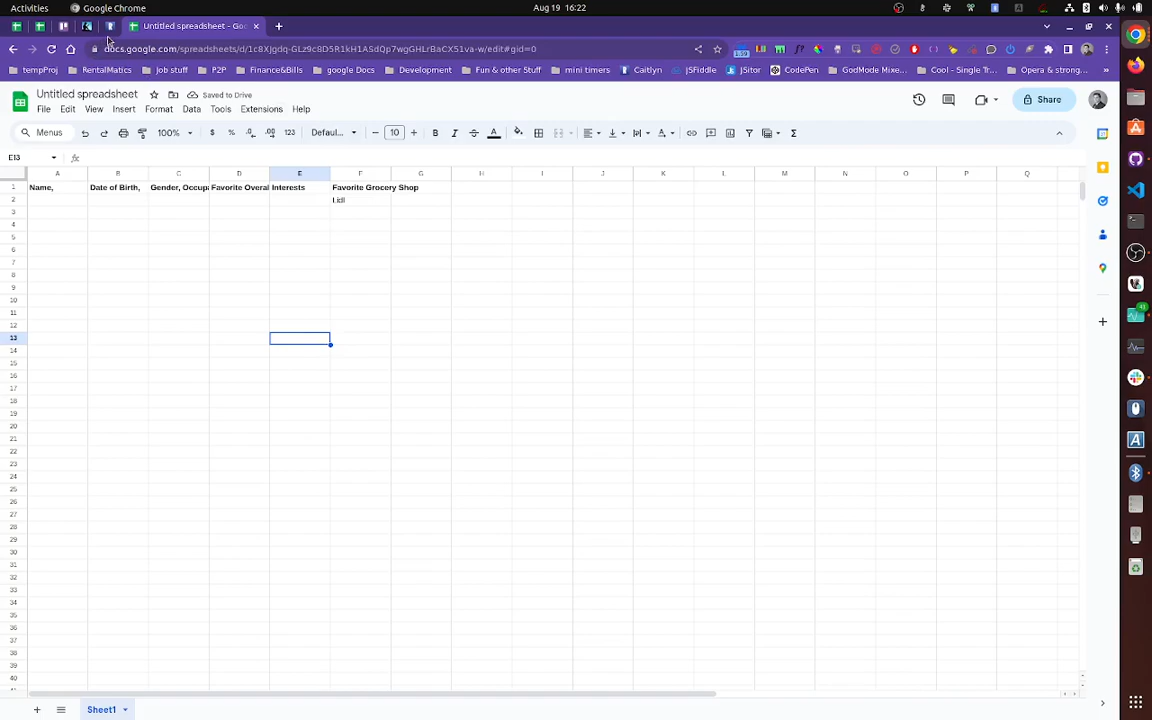 Activities
Google Chrome
Aug 19 16:22
Untitled spreadsheet - Goo
docs.google.com/spreadsheets/d/1c8XJgdq-GLz9c8D5R1kH1ASdQp7wgGHLrBaCX51va-w/edit#gid=0
tempProj
RentalMatics
Job stuff
P2P
Finance&Bills
google Docs
Development
Fun & other Stuff
mini timers
Caitlyn
JSFiddle
JSitor
CodePen
GodMode Mixe...
Cool - Single Tr...
Opera & strong...
Untitled spreadsheet
Saved to Drive
File Edit View Insert Format Data Tools Extensions Help
Share
Menus
100%
$ % .0 .00 123
Defaul...
10
B
A
E13
fx
A B C D E F G H I J K L M N O P Q
1 Name, Date of Birth, Gender, Occupa Favorite Overal Interests Favorite Grocery Shop
2 Lidl
3
4
5
6
7
8
9
10
11
12
13
14
15
16
17
18
19
20
21
22
23
24
25
26
27
28
29
30
31
32
33
34
35
36
37
38
39
40
Sheet1